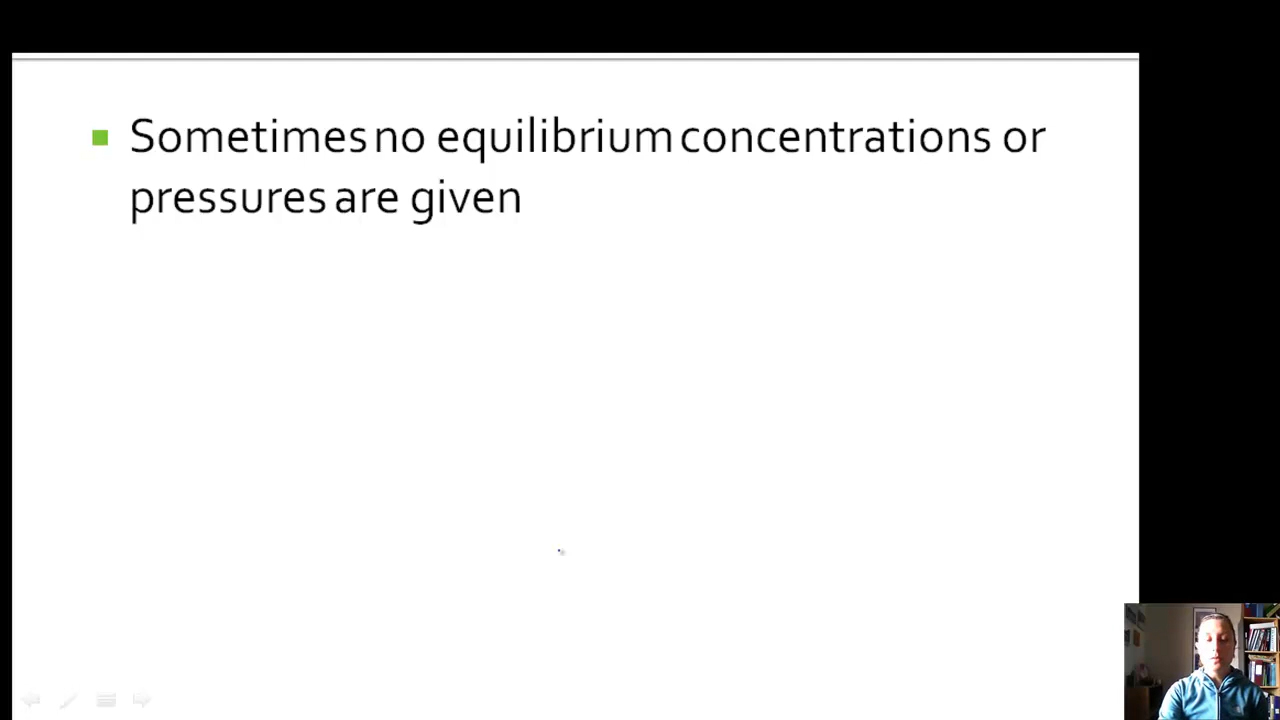 Sometimes no equilibrium concentrations or
pressures are given